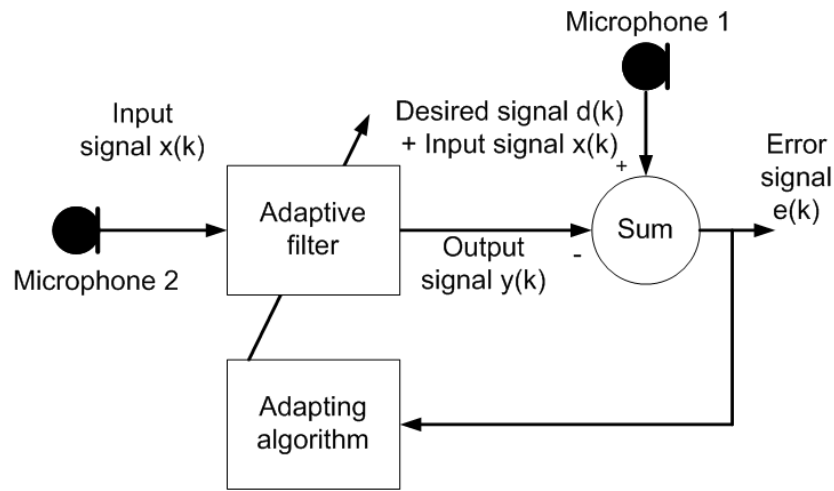 Microphone 1
Input
signal x(k)
Desired signal d(k)
+ Input signal x(k)
+
Error
signal
e(k)
Adaptive
filter
Sum
Microphone 2
Output
signal y(k)
-
Adapting
algorithm